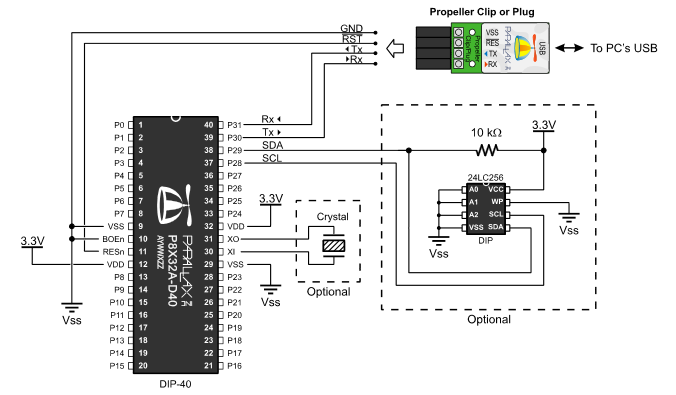 Propeller Clip or Plug
GND
RST
Tx
Rx
Propeller
Clip/Plug
VSS
RES
TX
RX
PARALLAX
USB
To PC's USB
Rx
Tx
SDA
SCL
P0 1
P1 2
P2 3
P3 4
P4 5
P5 6
P6 7
P7 8
VSS 9
BOEn 10
RESn 11
VDD 12
P8 13
P9 14
P10 15
P11 16
P12 17
P13 18
P14 19
P15 20
40 P31
39 P30
38 P29
37 P28
36 P27
35 P26
34 P25
33 P24
32 VDD
31 XO
30 XI
29 VSS
28 P23
27 P22
26 P21
25 P20
24 P19
23 P18
22 P17
21 P16
PARALLAX
P8X32A-D40
AYWWXZZ
DIP-40
3.3V
Vss
3.3V
Vss
Crystal
Optional
10 kΩ
3.3V
24LC256
A0 VCC
A1 WP
A2 SCL
VSS SDA
DIP
Vss
Vss
Optional